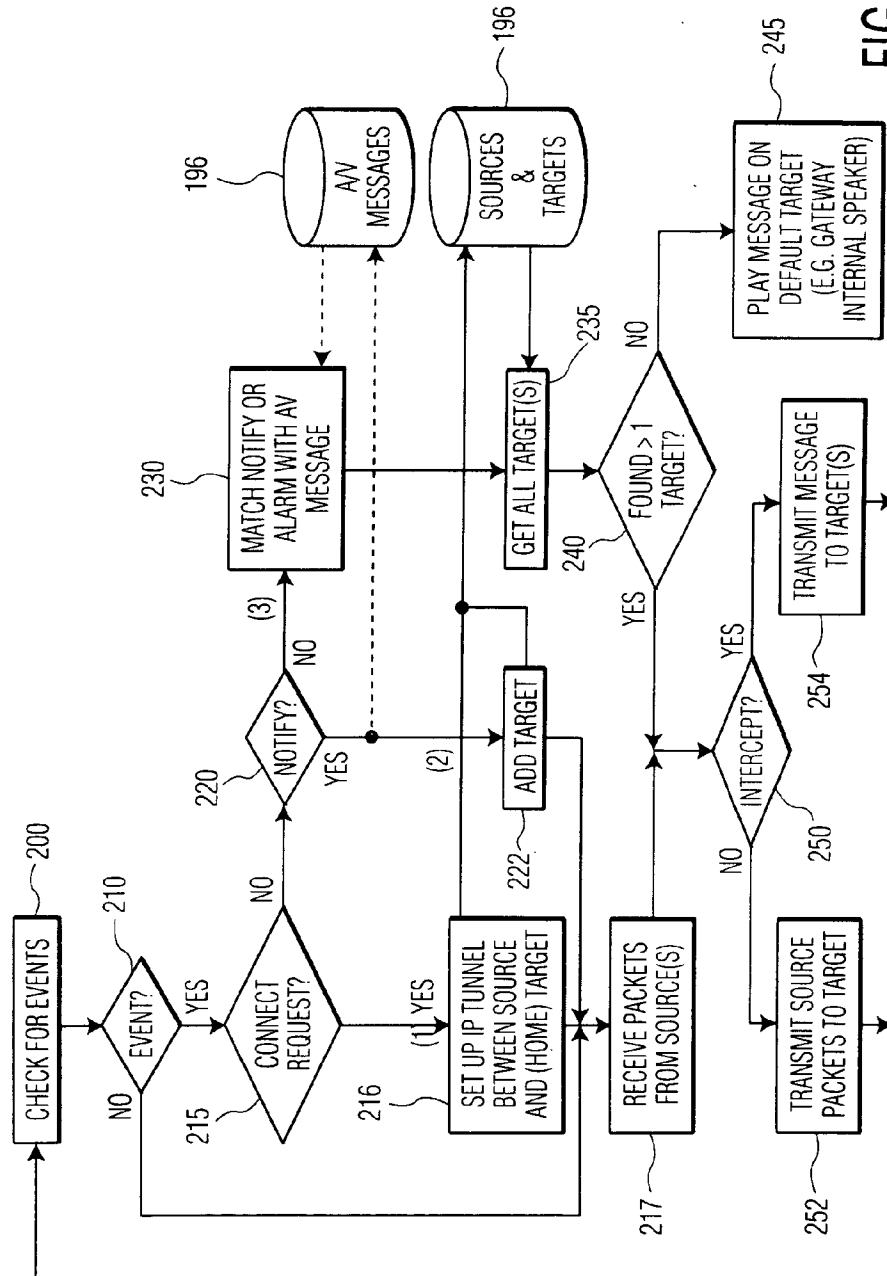 200
CHECK FOR EVENTS
210
EVENT?
NO
YES
215
CONNECT
REQUEST?
NO
YES
(1)
216
SET UP IP TUNNEL
BETWEEN SOURCE
AND (HOME) TARGET
217
RECEIVE PACKETS
FROM SOURCE(S)
220
NOTIFY?
NO
(3)
YES
(2)
222
ADD TARGET
230
MATCH NOTIFY OR
ALARM WITH AV
MESSAGE
196
A/V
MESSAGES
196
SOURCES
&
TARGETS
235
GET ALL TARGET(S)
240
FOUND > 1
TARGET?
YES
NO
245
PLAY MESSAGE ON
DEFAULT TARGET
(E.G. GATEWAY
INTERNAL SPEAKER)
250
INTERCEPT?
NO
YES
252
TRANSMIT SOURCE
PACKETS TO TARGET
254
TRANSMIT MESSAGE
TO TARGET(S)